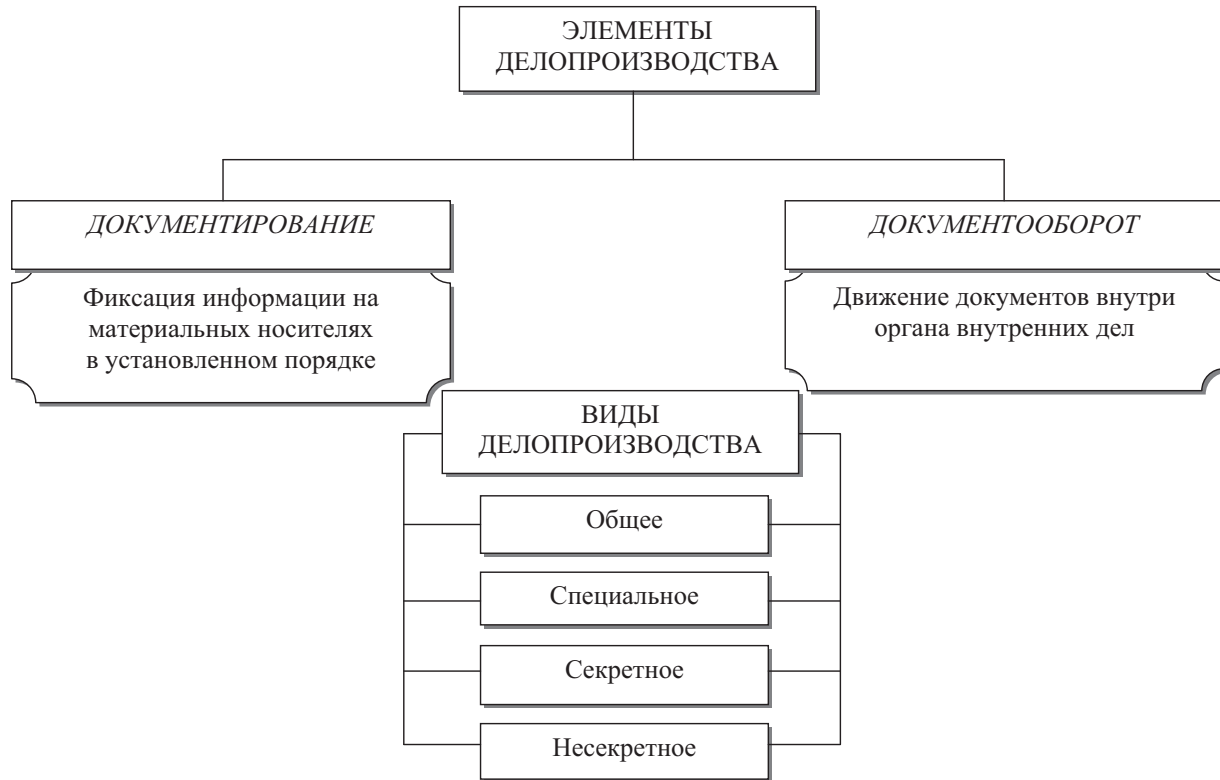 ЭЛЕМЕНТЫ
ДЕЛОПРОИЗВОДСТВА
ДОКУМЕНТИРОВАНИЕ
Фиксация информации на
материальных носителях
в установленном порядке
ДОКУМЕНТООБОРОТ
Движение документов внутри
органа внутренних дел
ВИДЫ
ДЕЛОПРОИЗВОДСТВА
Общее
Специальное
Секретное
Несекретное